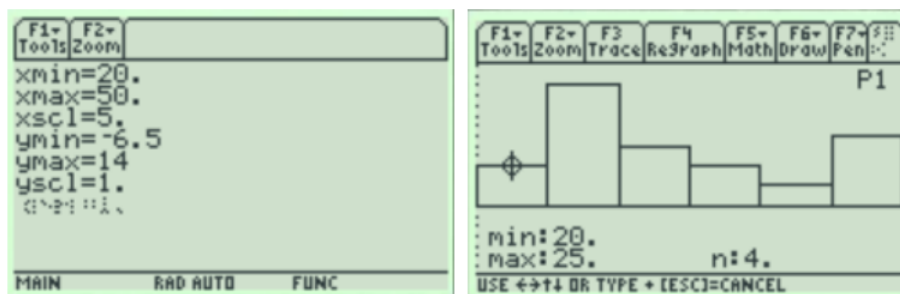 F1 F2
Tools Zoom
xmin=20.
xmax=50.
xscl=5.
ymin=-6.5
ymax=14
yscl=1.
MAIN RAD AUTO FUNC
F1 F2 F3 F4 F5 F6 F7
Tools Zoom Trace Regraph Math Draw Pen
P1
min:20.
max:25. n:4.
USE ←→↑↓ OR TYPE + [ESC]=CANCEL